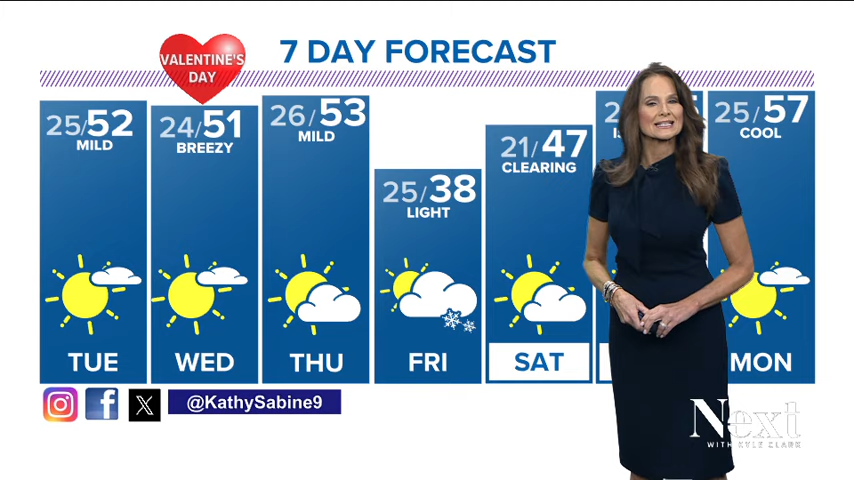 VALENTINE'S
DAY
7 DAY FORECAST
25/52
MILD
TUE
24/51
BREEZY
WED
26/53
MILD
THU
25/38
LIGHT
FRI
21/47
CLEARING
SAT
25/57
COOL
MON
@KathySabine9
Next
WITH KYLE CLARK